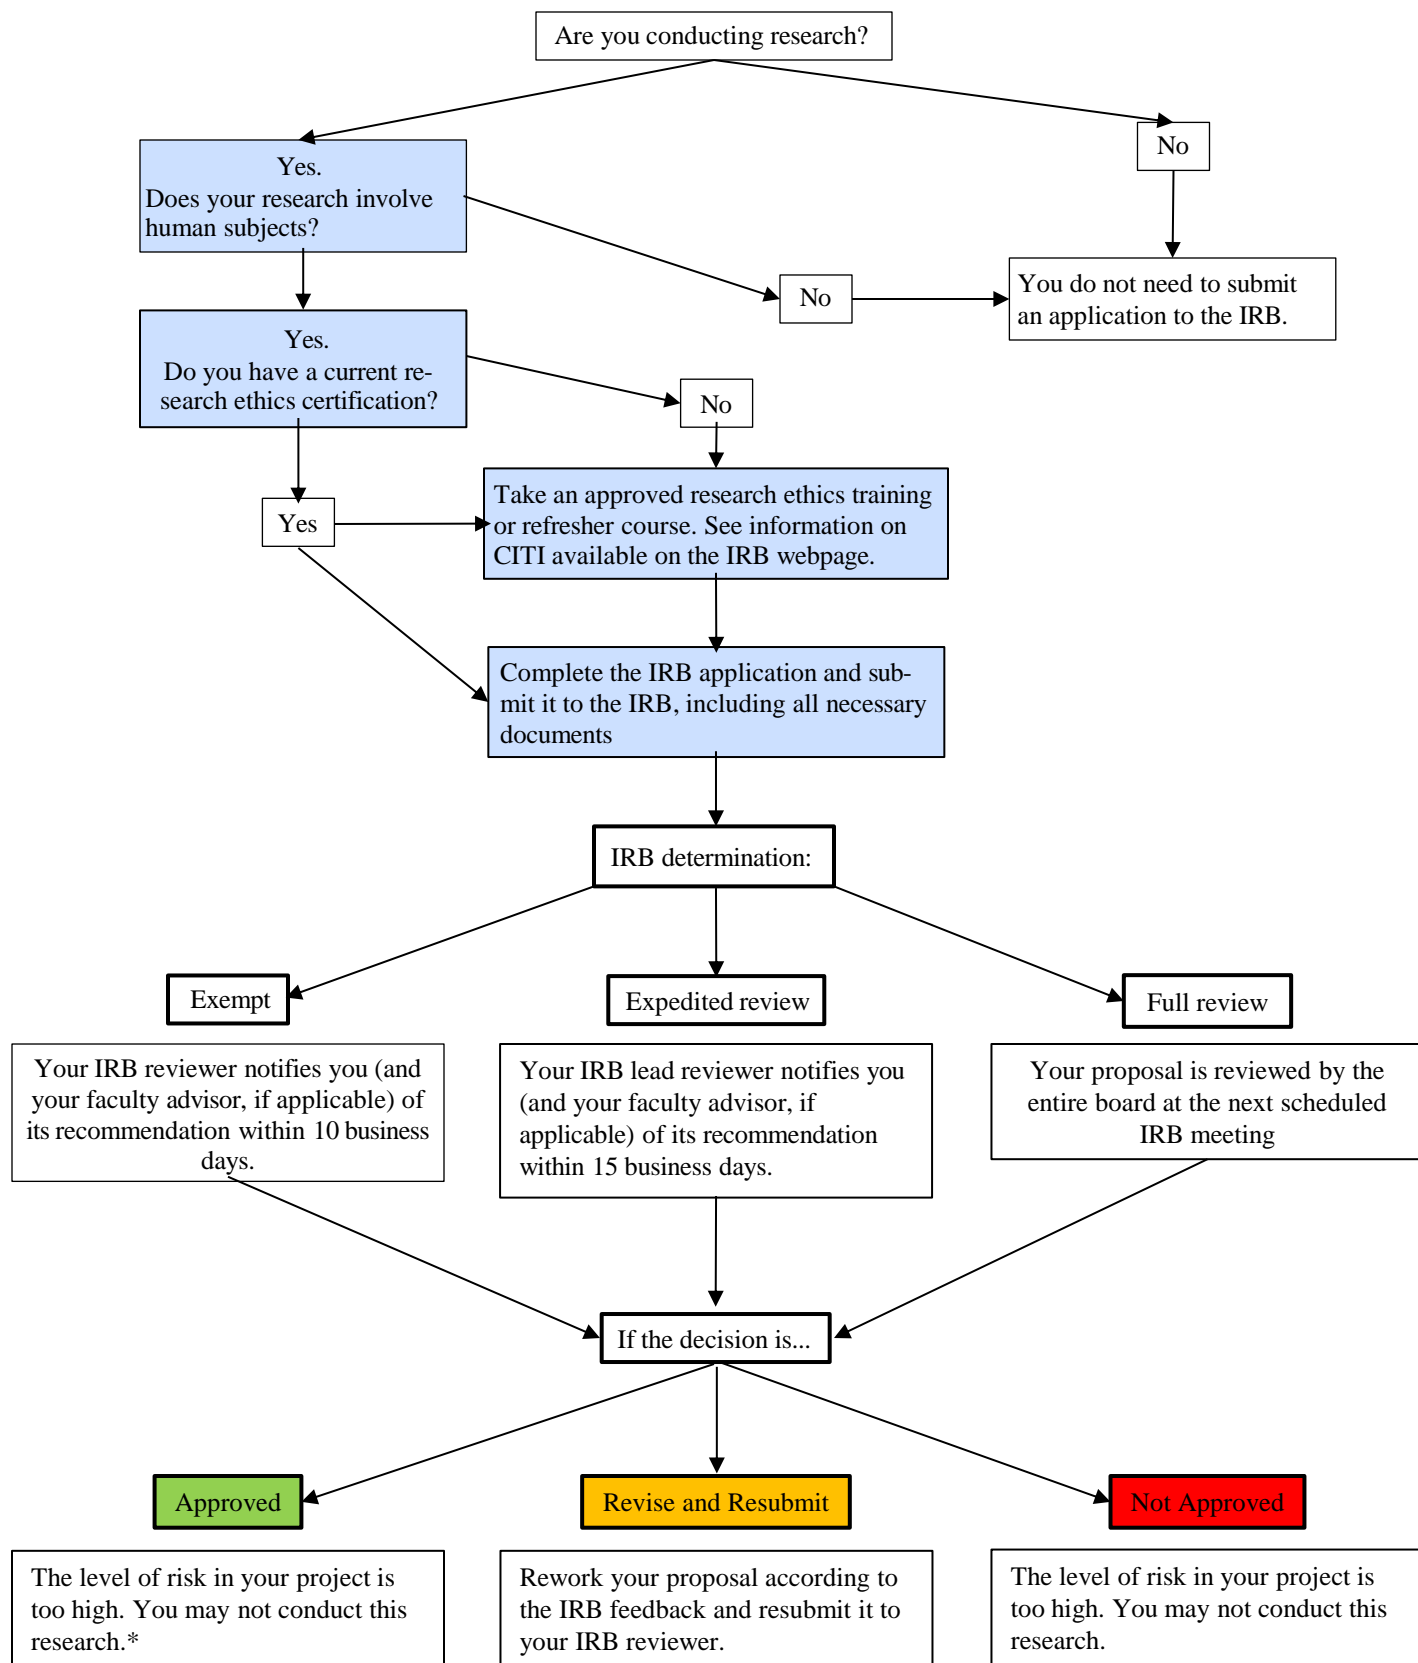 Are you conducting research?
No
Yes.
Does your research involve
human subjects?
No
You do not need to submit
an application to the IRB.
Yes.
Do you have a current re-
search ethics certification?
No
Yes
Take an approved research ethics training
or refresher course. See information on
CITI available on the IRB webpage.
Complete the IRB application and sub-
mit it to the IRB, including all necessary
documents
IRB determination:
Exempt
Expedited review
Full review
Your IRB reviewer notifies you (and
your faculty advisor, if applicable) of
its recommendation within 10 business
days.
Your IRB lead reviewer notifies you
(and your faculty advisor, if
applicable) of its recommendation
within 15 business days.
Your proposal is reviewed by the
entire board at the next scheduled
IRB meeting
If the decision is...
Approved
Revise and Resubmit
Not Approved
The level of risk in your project is
too high. You may not conduct this
research.*
Rework your proposal according to
the IRB feedback and resubmit it to
your IRB reviewer.
The level of risk in your project is
too high. You may not conduct this
research.